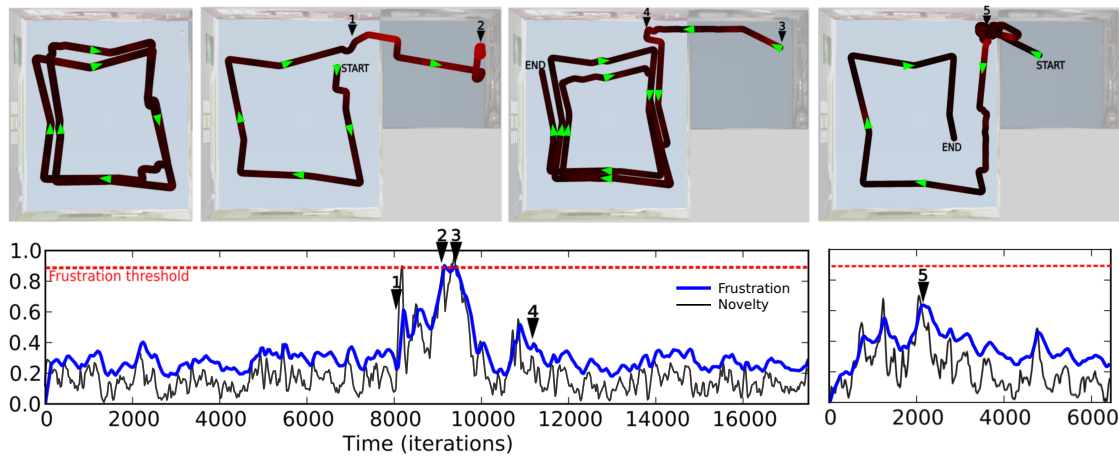 1
2
START
4
3
END
5
START
END
1.0
0.8
0.6
0.4
0.2
0.0
Frustration threshold
1
2
3
4
Frustration
Novelty
0 2000 4000 6000 8000 10000 12000 14000 16000
Time (iterations)
5
0 2000 4000 6000